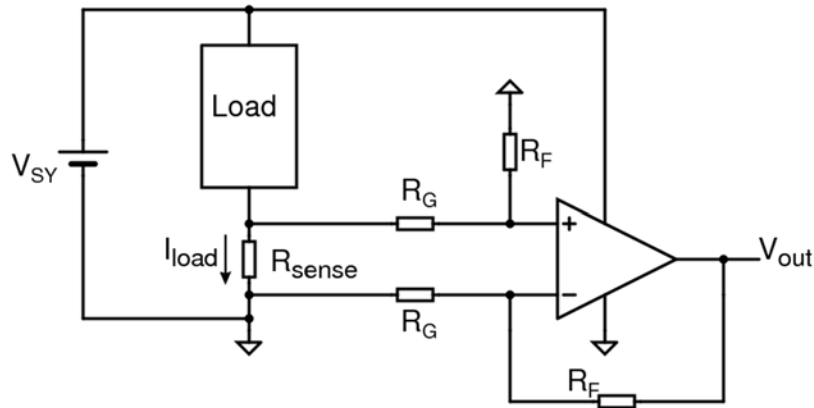 Load
V_SY
R_F
R_G
+
I_load
R_sense
V_out
−
R_G
R_F